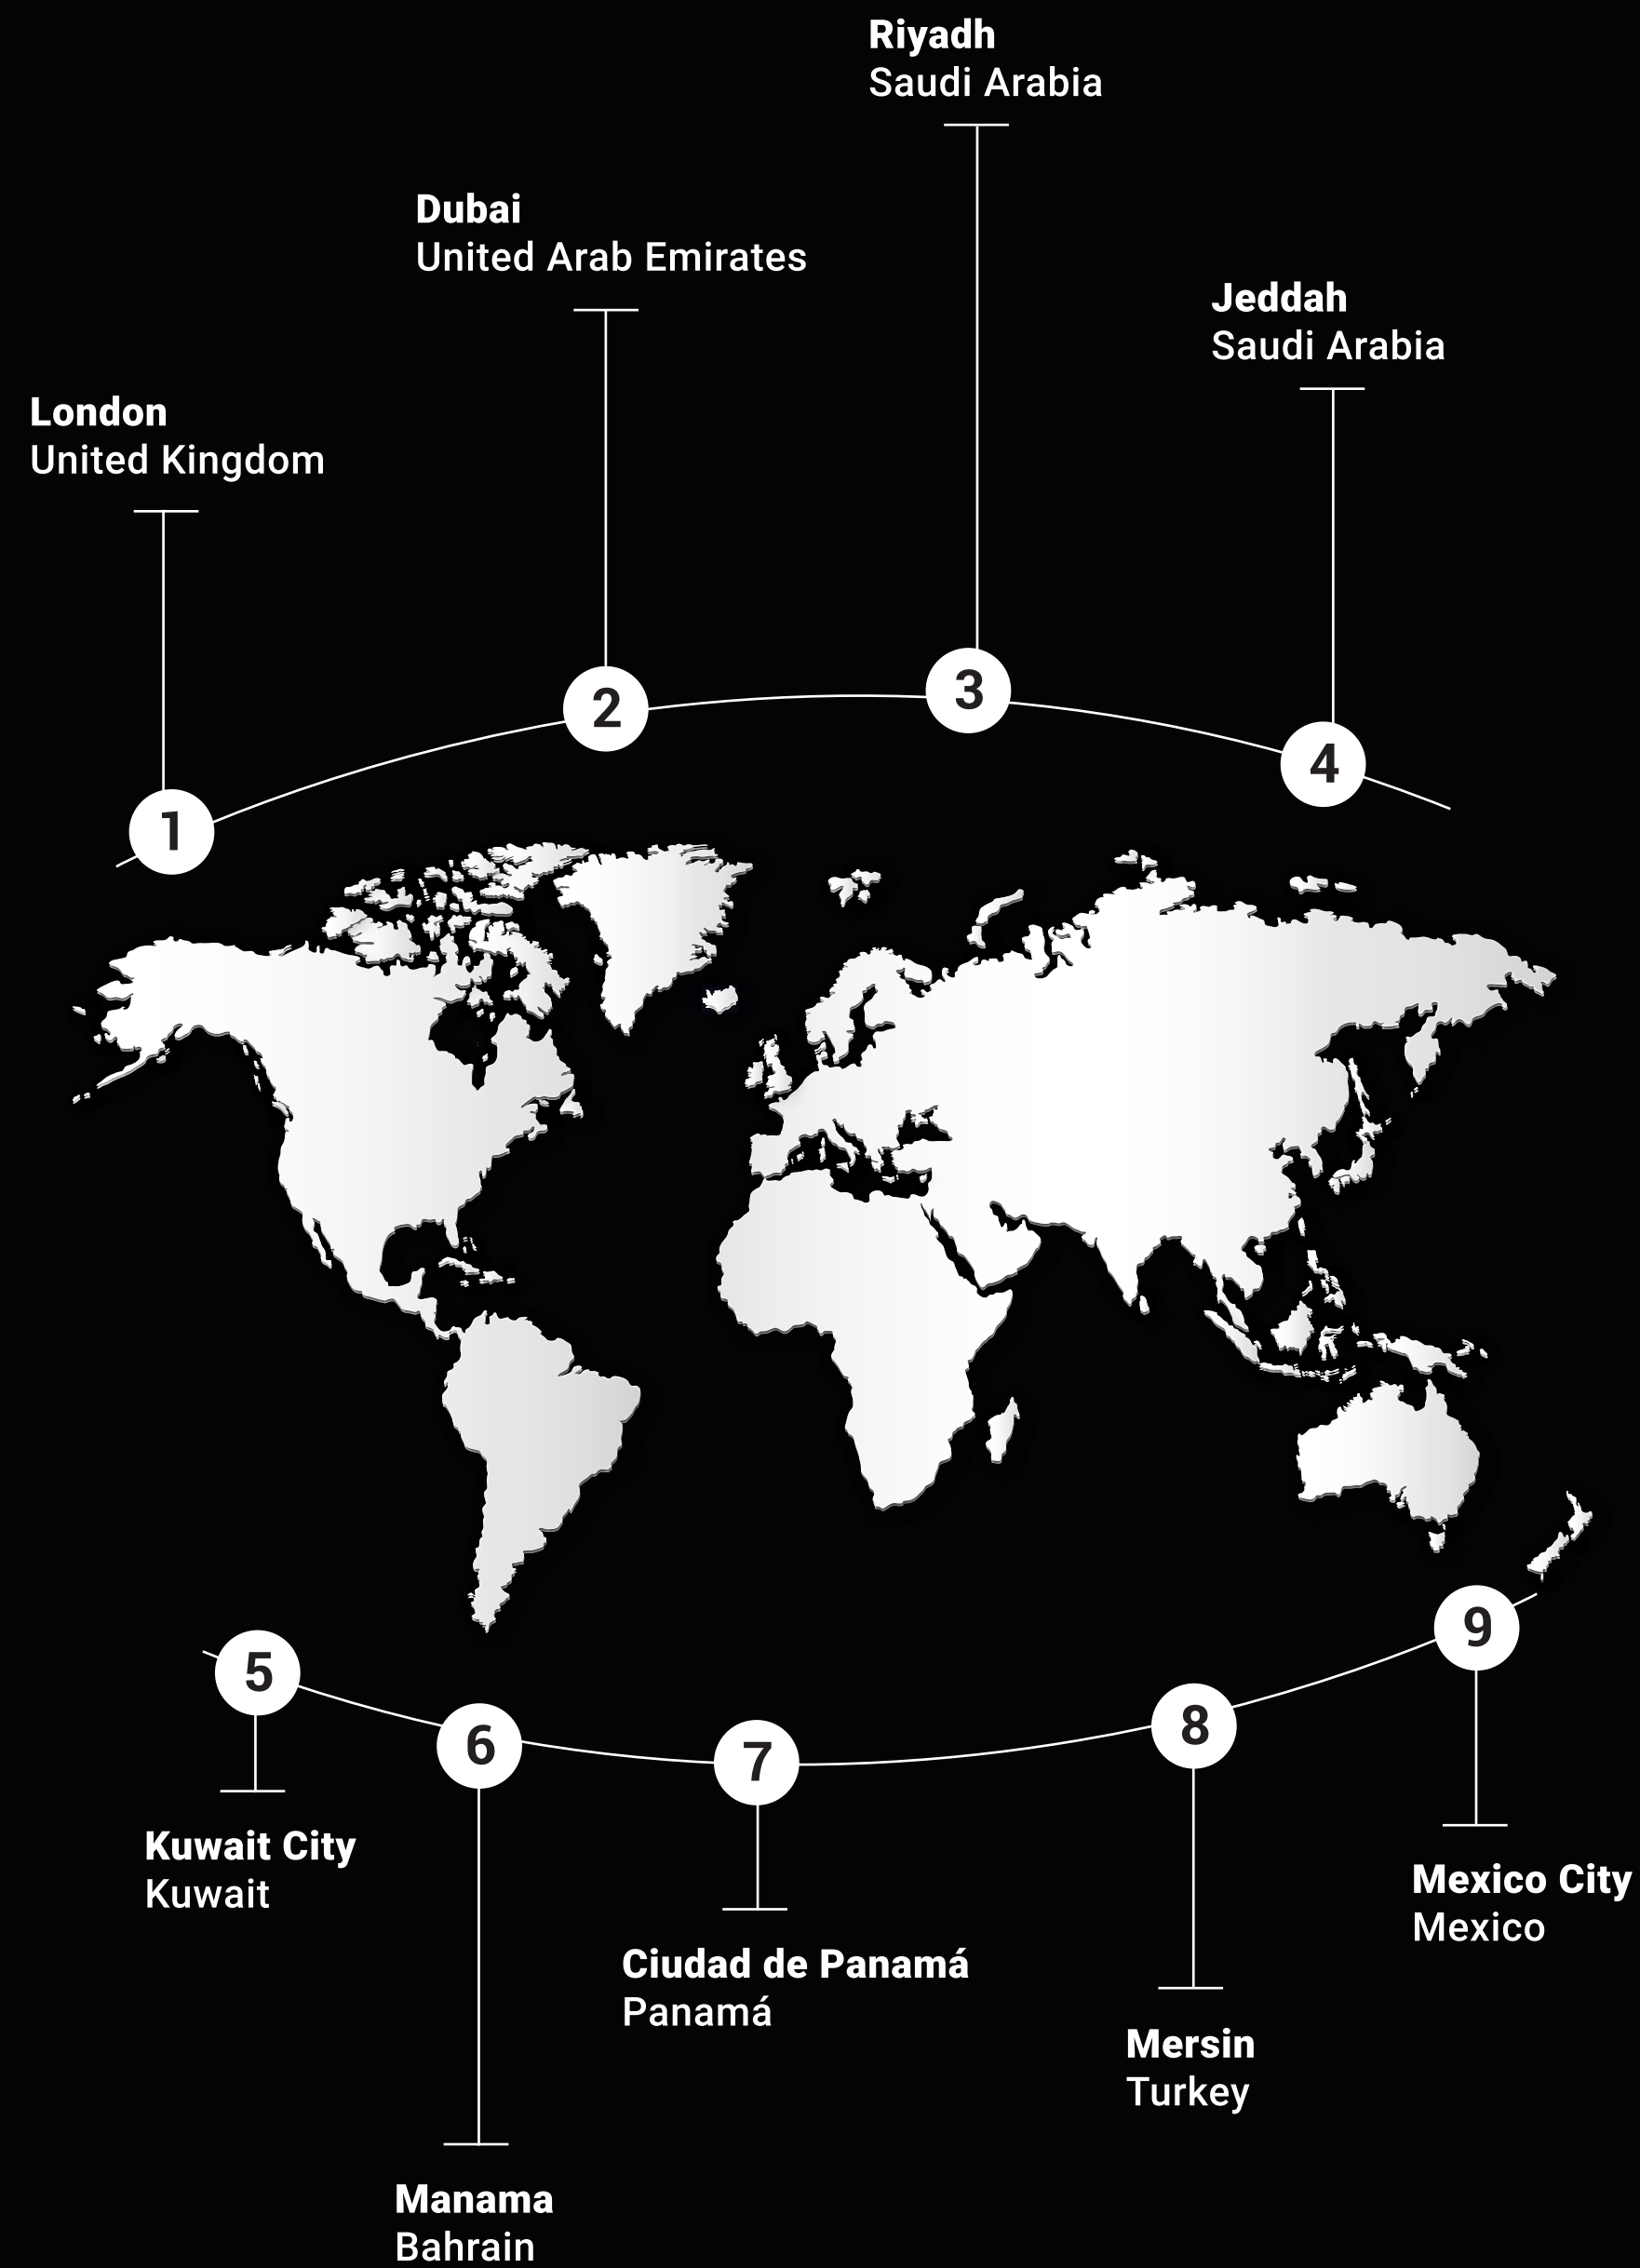 Riyadh
Saudi Arabia
Dubai
United Arab Emirates
Jeddah
Saudi Arabia
London
United Kingdom
3
2
4
1
9
5
8
6
7
Kuwait City
Kuwait
Mexico City
Mexico
Ciudad de Panamá
Panamá
Mersin
Turkey
Manama
Bahrain